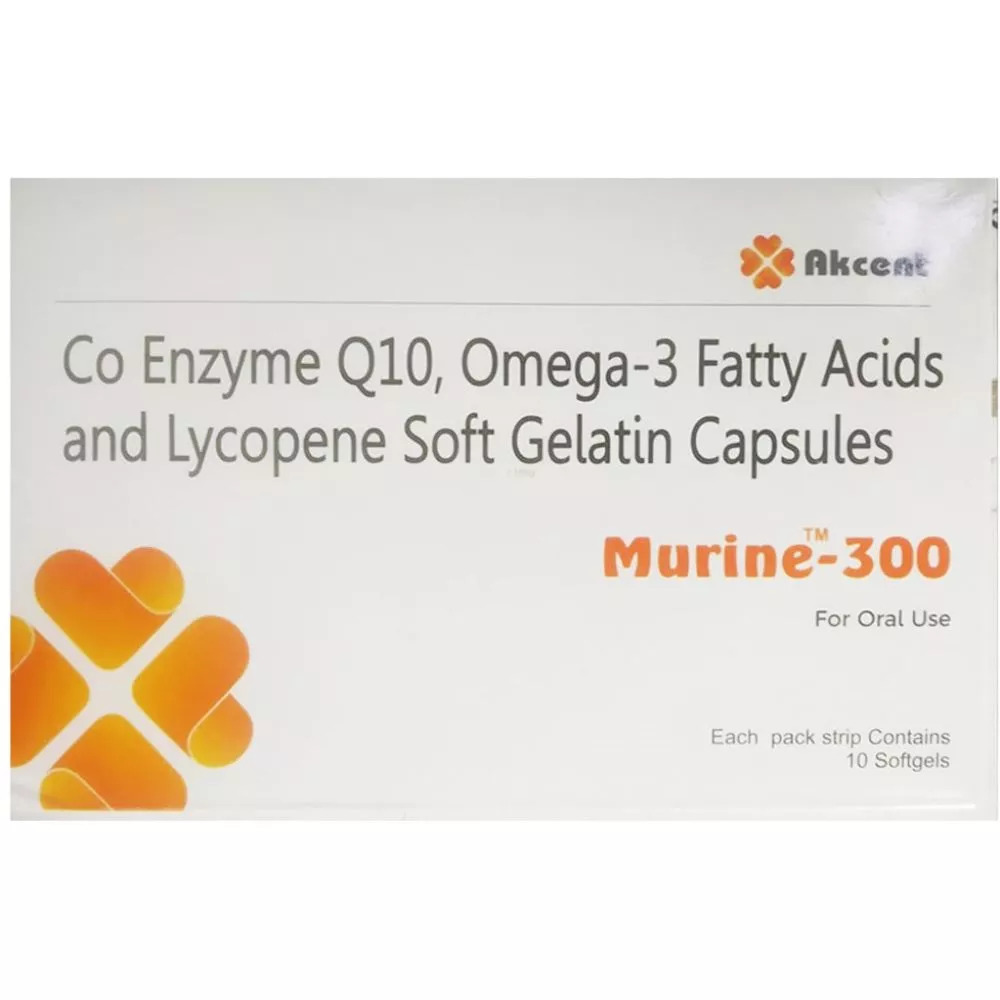 Akcent
Co Enzyme Q10, Omega-3 Fatty Acids
and Lycopene Soft Gelatin Capsules
Murine™-300
For Oral Use
Each pack strip Contains
10 Softgels